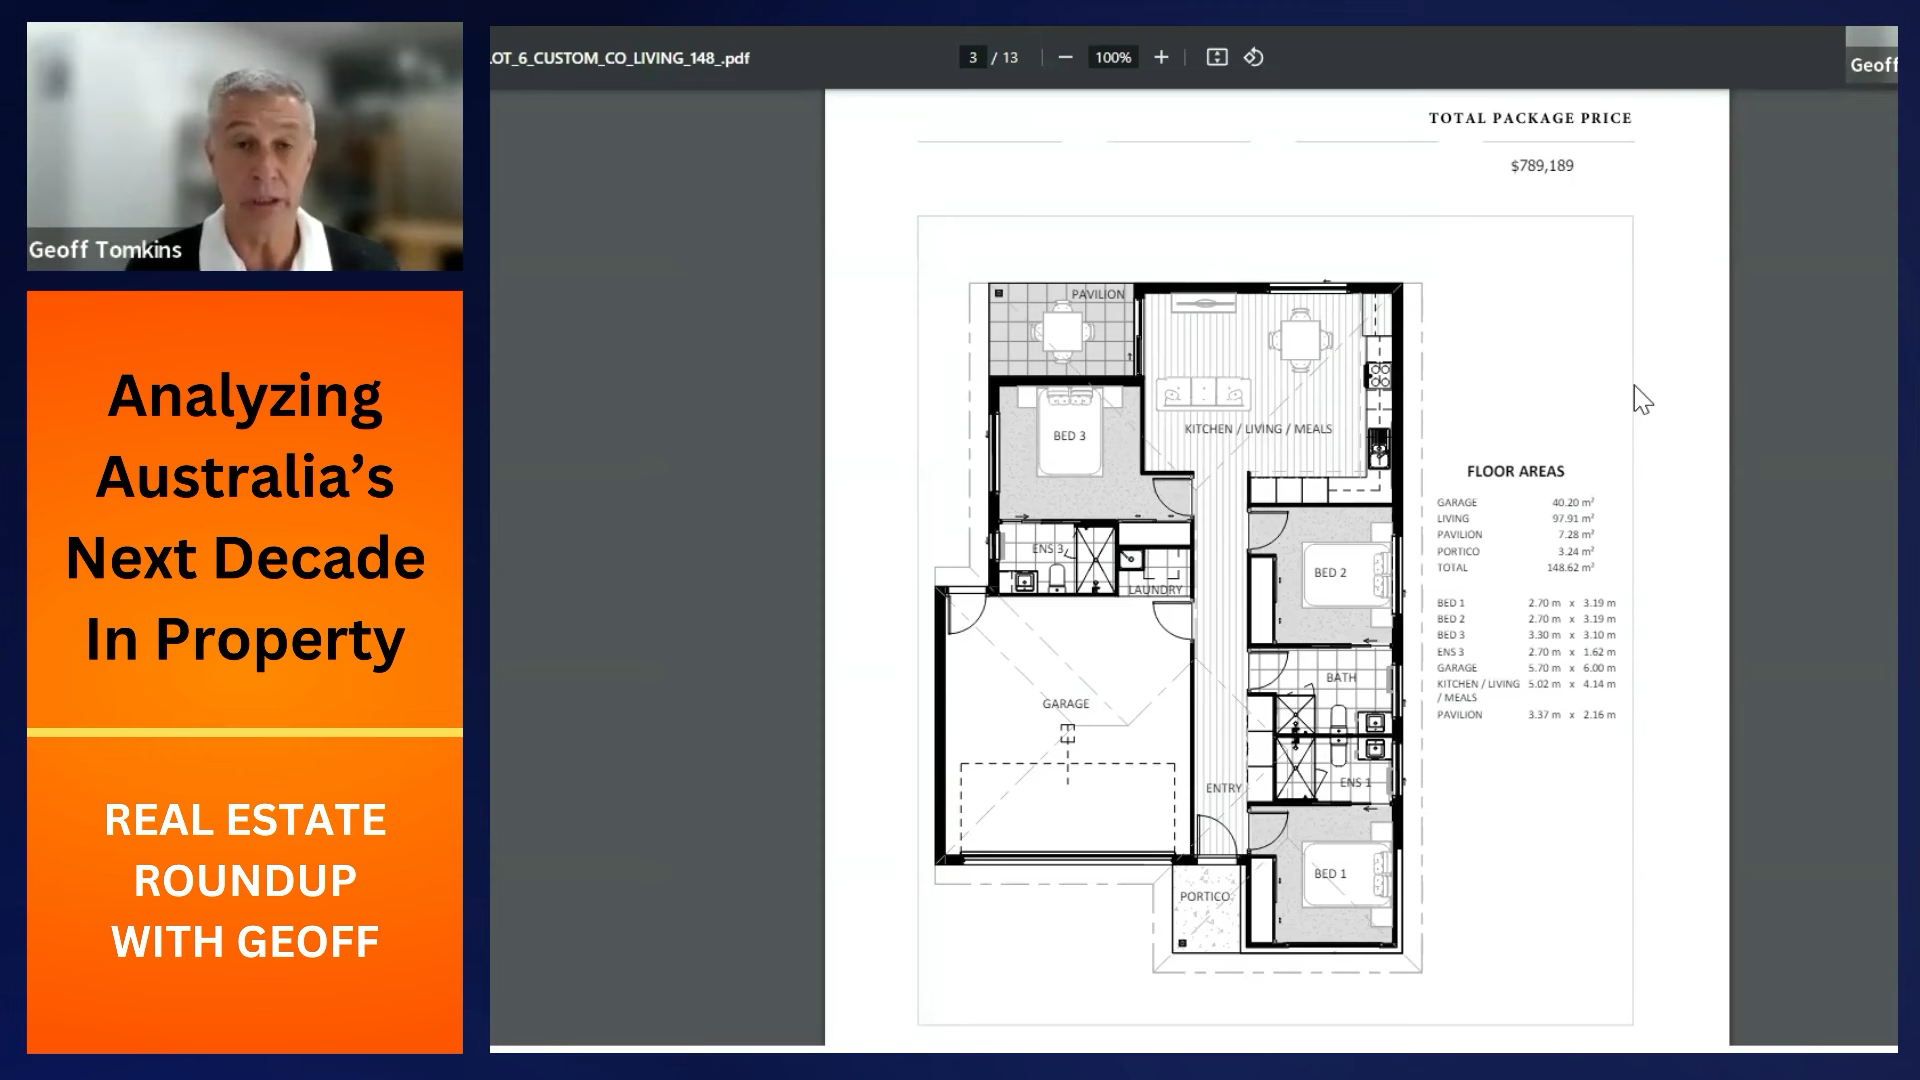 Geoff Tomkins
Analyzing
Australia's
Next Decade
In Property
REAL ESTATE
ROUNDUP
WITH GEOFF
.OT_6_CUSTOM_CO_LIVING_148_.pdf
3 / 13
100%
Geoff
TOTAL PACKAGE PRICE
$789,189
PAVILION
KITCHEN / LIVING / MEALS
BED 3
ENS 3
LAUNDRY
BED 2
BATH
GARAGE
ENS 1
ENTRY
BED 1
PORTICO
FLOOR AREAS
GARAGE 40.20 m²
LIVING 97.91 m²
PAVILION 7.28 m²
PORTICO 3.24 m²
TOTAL 148.62 m²
BED 1 2.70 m x 3.19 m
BED 2 2.70 m x 3.19 m
BED 3 3.30 m x 3.10 m
ENS 3 2.70 m x 1.62 m
GARAGE 5.70 m x 6.00 m
KITCHEN / LIVING 5.02 m x 4.14 m
/ MEALS
PAVILION 3.37 m x 2.16 m